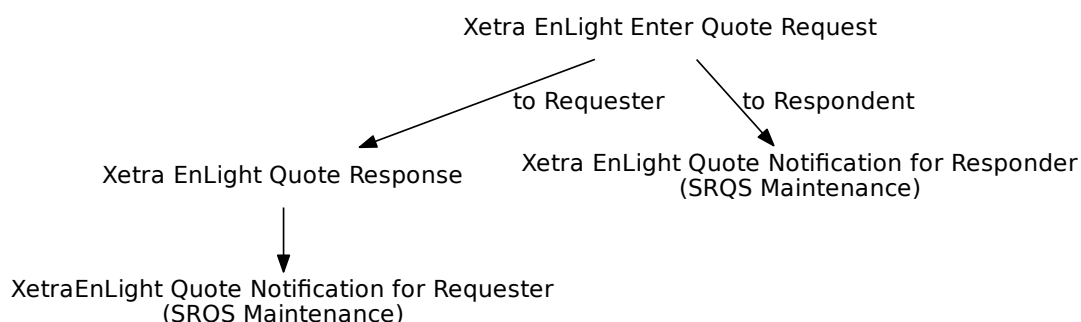 Xetra EnLight Enter Quote Request
to Requester
to Respondent
Xetra EnLight Quote Response
Xetra EnLight Quote Notification for Responder
(SRQS Maintenance)
XetraEnLight Quote Notification for Requester
(SRQS Maintenance)